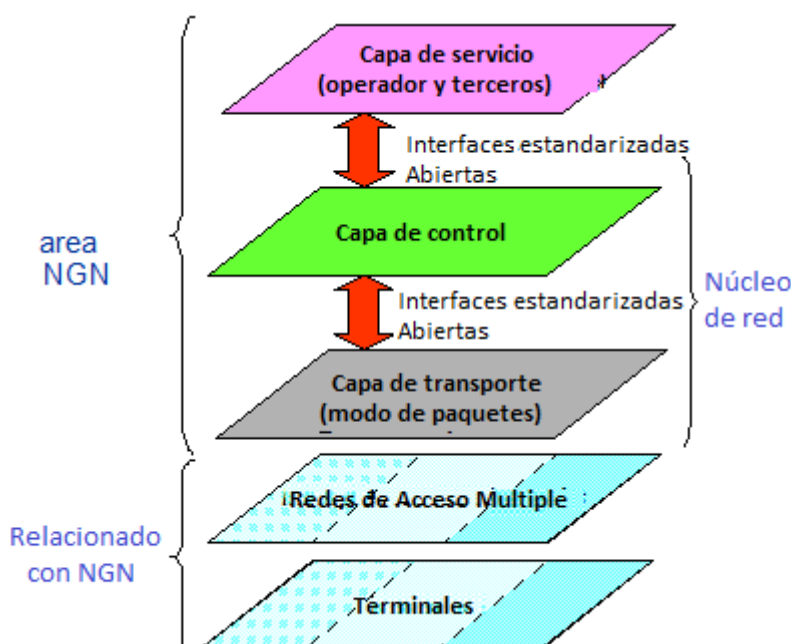 Capa de servicio
(operador y terceros)
Interfaces estandarizadas
Abiertas
Capa de control
area
NGN
Interfaces estandarizadas
Abiertas
Núcleo
de red
Capa de transporte
(modo de paquetes)
Redes de Acceso Multiple
Relacionado
con NGN
Terminales